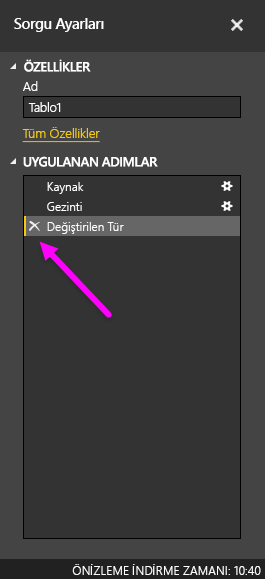 Sorgu Ayarları
ÖZELLİKLER
Ad
Tablo1
Tüm Özellikler
UYGULANAN ADIMLAR
Kaynak
Gezinti
Değiştirilen Tür
ÖNİZLEME İNDİRME ZAMANI: 10:40